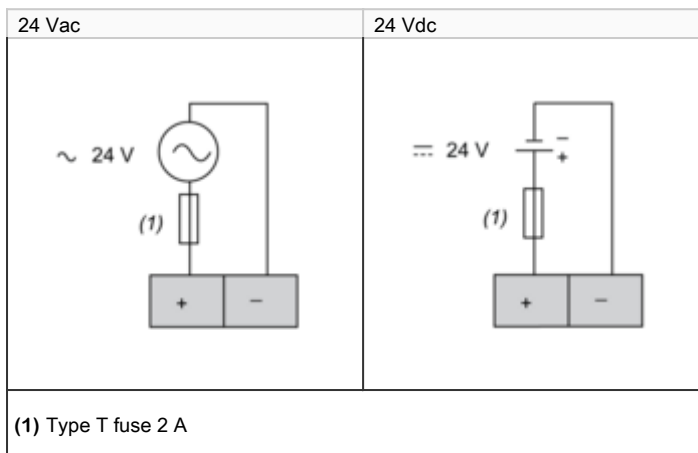 24 Vac
24 Vdc
~ 24 V
(1)
+ −
⎓ 24 V
−
+
(1)
+ −
(1) Type T fuse 2 A